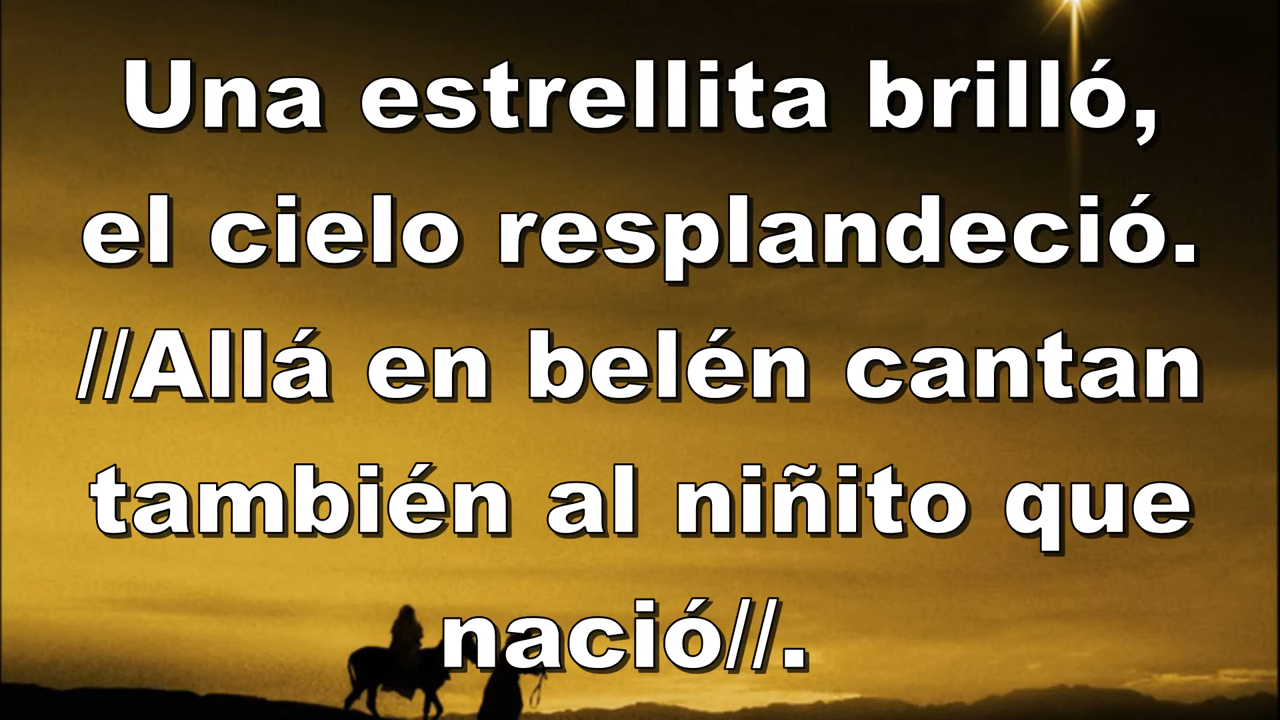 Una estrellita brilló,
el cielo resplandeció.
//Allá en belén cantan
también al niñito que
nació//.